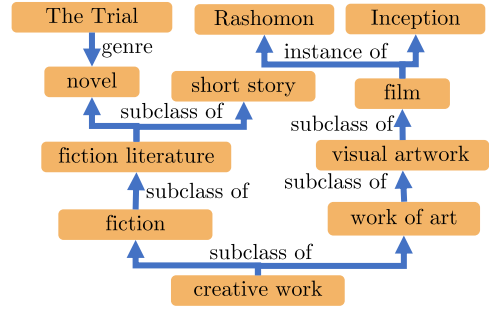 The Trial
Rashomon
Inception
genre
instance of
novel
short story
film
subclass of
subclass of
fiction literature
visual artwork
subclass of
subclass of
fiction
work of art
subclass of
creative work